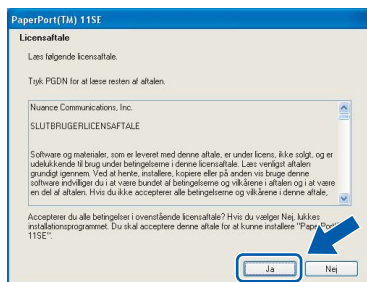 PaperPort(TM) 11SE
Licensaftale
Læs følgende licensaftale.
Tryk PGDN for at læse resten af aftalen.
Nuance Communications, Inc.
SLUTBRUGERLICENSAFTALE
Software og materialer, som er leveret med denne aftale, er under licens, ikke solgt, og er
udelukkende til brug under betingelserne i denne licensaftale. Læs venligst aftalen
grundigt igennem. Ved at hente, installere, kopiere eller på anden vis bruge denne
software indvilliger du i at være bundet af betingelserne og vilkårene i aftalen og i at være
en del af aftalen. Hvis du ikke accepterer alle betingelser og vilkårene i denne aftale,
Accepterer du alle betingelser i ovenstående licensaftale? Hvis du vælger Nej, lukkes
installationsprogrammet. Du skal acceptere denne aftale for at kunne installere "PaperPort
11SE".
Ja
Nej